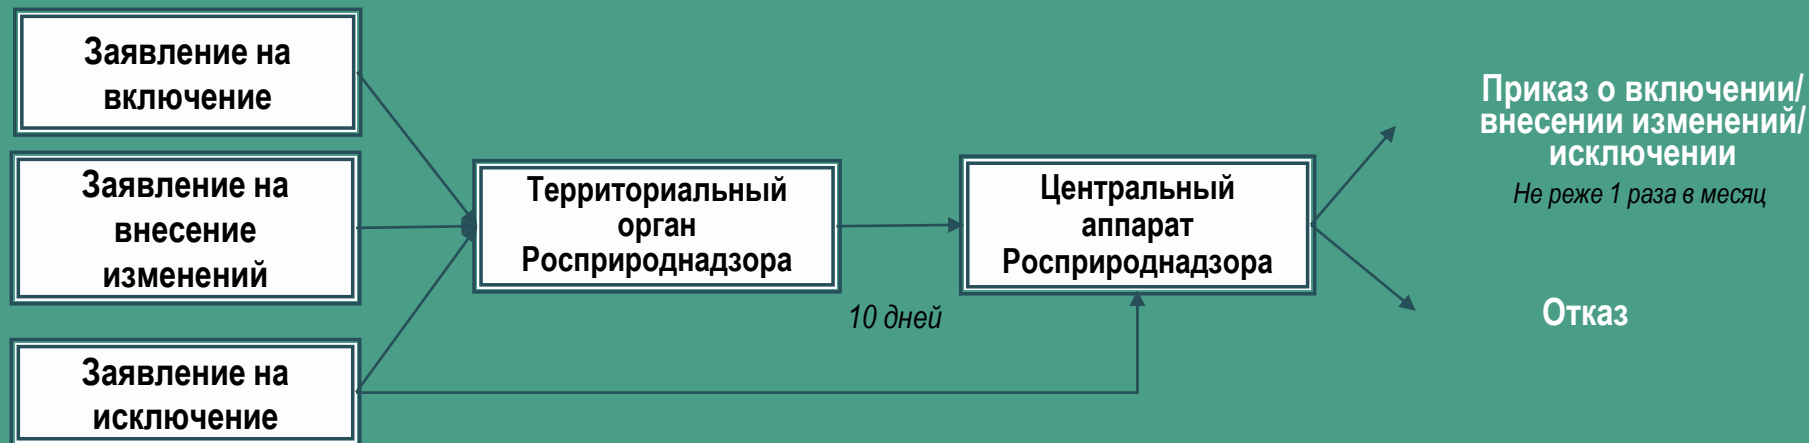 Заявление на
включение
Заявление на
внесение
изменений
Заявление на
исключение
Территориальный
орган
Росприроднадзора
10 дней
Центральный
аппарат
Росприроднадзора
Приказ о включении/
внесении изменений/
исключении
Не реже 1 раза в месяц
Отказ